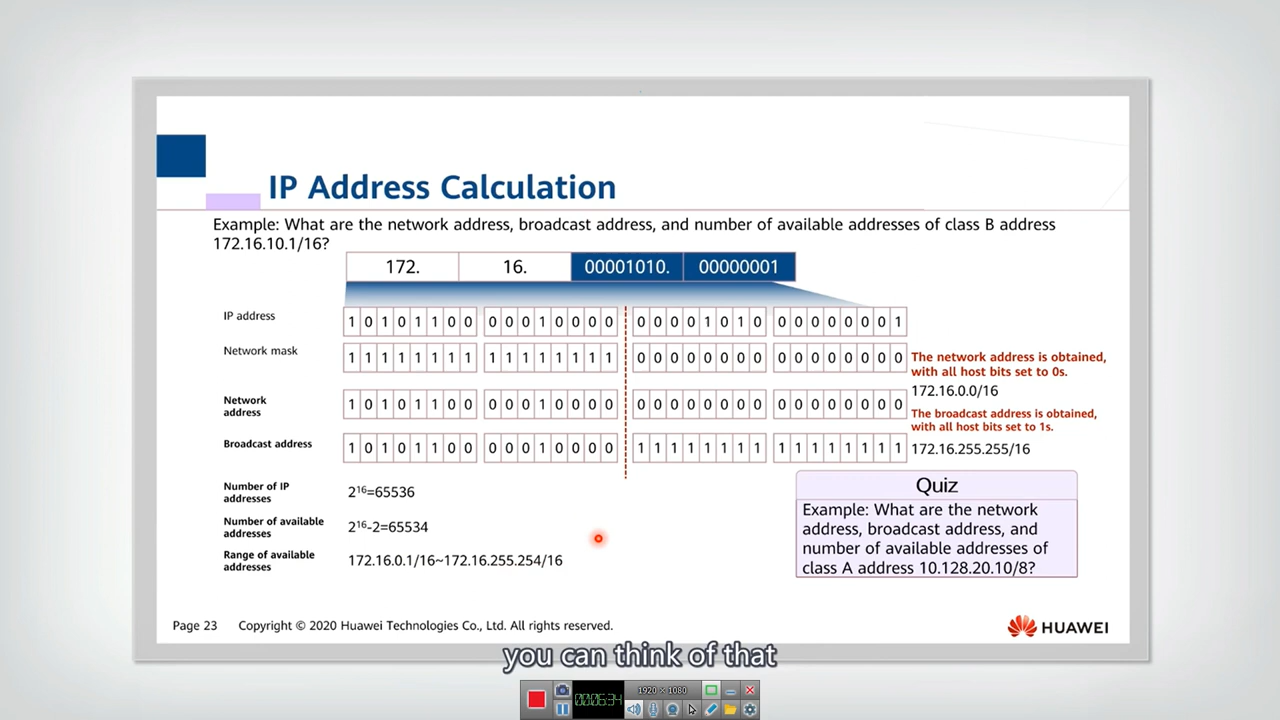 IP Address Calculation
Example: What are the network address, broadcast address, and number of available addresses of class B address
172.16.10.1/16?
172. 16. 00001010. 00000001
IP address 1 0 1 0 1 1 0 0 0 0 0 1 0 0 0 0 0 0 0 0 1 0 1 0 0 0 0 0 0 0 0 1
Network mask 1 1 1 1 1 1 1 1 1 1 1 1 1 1 1 1 0 0 0 0 0 0 0 0 0 0 0 0 0 0 0 0
The network address is obtained,
with all host bits set to 0s.
Network
address
1 0 1 0 1 1 0 0 0 0 0 1 0 0 0 0 0 0 0 0 0 0 0 0 0 0 0 0 0 0 0 0
172.16.0.0/16
The broadcast address is obtained,
with all host bits set to 1s.
Broadcast address 1 0 1 0 1 1 0 0 0 0 0 1 0 0 0 0 1 1 1 1 1 1 1 1 1 1 1 1 1 1 1 1 172.16.255.255/16
Number of IP
addresses
2¹⁶=65536
Number of available
addresses
2¹⁶-2=65534
Range of available
addresses
172.16.0.1/16~172.16.255.254/16
Quiz
Example: What are the network
address, broadcast address, and
number of available addresses of
class A address 10.128.20.10/8?
Page 23 Copyright © 2020 Huawei Technologies Co., Ltd. All rights reserved.
HUAWEI
you can think of that
00:06:34
1920 × 1080